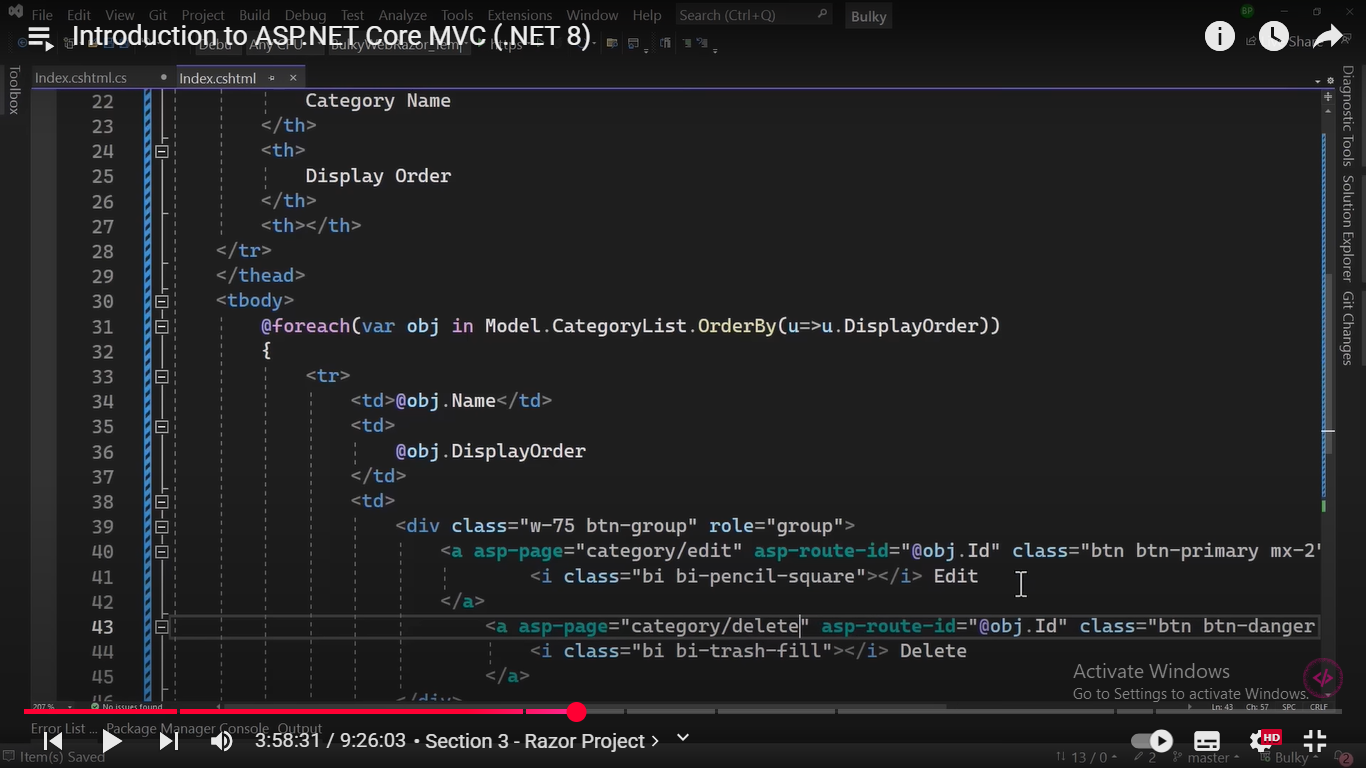 File Edit View Git Project Build Debug Test Analyze Tools Extensions Window Help Search (Ctrl+Q) Bulky BP
Introduction to ASP.NET Core MVC (.NET 8)
Share
Index.cshtml.cs Index.cshtml
Toolbox
Diagnostic Tools Solution Explorer Git Changes
22 Category Name
23 </th>
24 <th>
25 Display Order
26 </th>
27 <th></th>
28 </tr>
29 </thead>
30 <tbody>
31 @foreach(var obj in Model.CategoryList.OrderBy(u=>u.DisplayOrder))
32 {
33 <tr>
34 <td>@obj.Name</td>
35 <td>
36 @obj.DisplayOrder
37 </td>
38 <td>
39 <div class="w-75 btn-group" role="group">
40 <a asp-page="category/edit" asp-route-id="@obj.Id" class="btn btn-primary mx-2"
41 <i class="bi bi-pencil-square"></i> Edit
42 </a>
43 <a asp-page="category/delete" asp-route-id="@obj.Id" class="btn btn-danger
44 <i class="bi bi-trash-fill"></i> Delete
45 </a>
46 </div>
Activate Windows
Go to Settings to activate Windows.
207 % No issues found Ln: 43 Ch: 57 SPC CRLF
Error List ... Package Manager Console Output
3:58:31 / 9:26:03 • Section 3 - Razor Project HD
Item(s) Saved 13 / 0 2 master Bulky 2